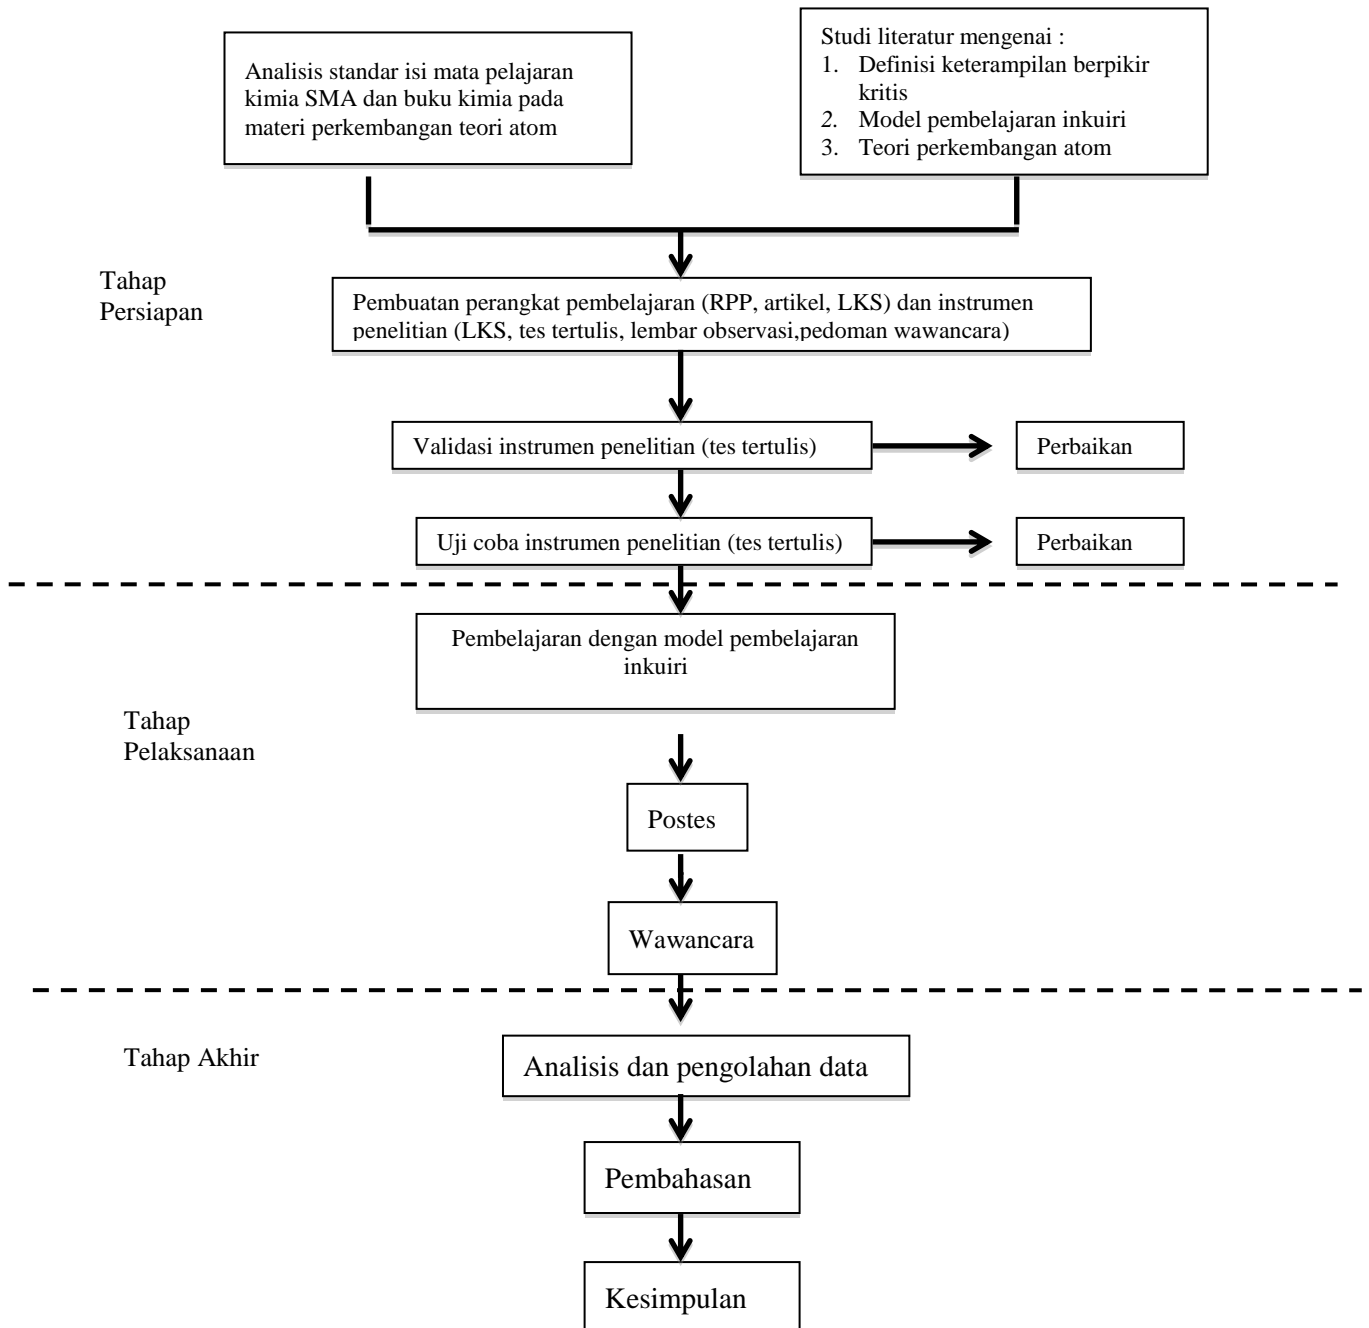 Analisis standar isi mata pelajaran
kimia SMA dan buku kimia pada
materi perkembangan teori atom
Studi literatur mengenai :
1. Definisi keterampilan berpikir
kritis
2. Model pembelajaran inkuiri
3. Teori perkembangan atom
Tahap
Persiapan
Pembuatan perangkat pembelajaran (RPP, artikel, LKS) dan instrumen
penelitian (LKS, tes tertulis, lembar observasi,pedoman wawancara)
Validasi instrumen penelitian (tes tertulis)
Perbaikan
Uji coba instrumen penelitian (tes tertulis)
Perbaikan
Pembelajaran dengan model pembelajaran
inkuiri
Tahap
Pelaksanaan
Postes
Wawancara
Tahap Akhir
Analisis dan pengolahan data
Pembahasan
Kesimpulan